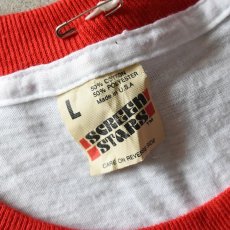 L
50% COTTON
50% POLYESTER
Made in U.S.A
SCREEN
STARS
CARE ON REVERSE SIDE